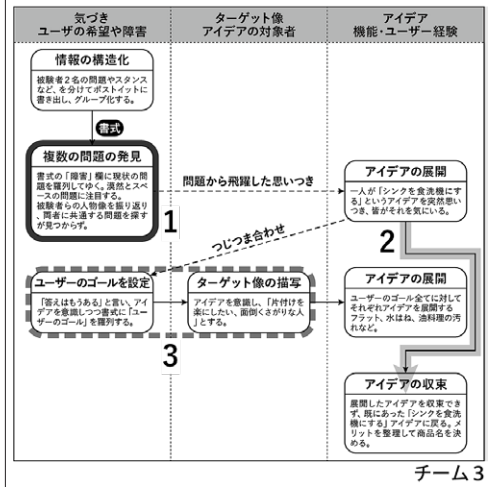 気づき
ユーザの希望や障害
ターゲット像
アイデアの対象者
アイデア
機能・ユーザー経験
情報の構造化
被験者2名の問題やスタンス
など、を分けてポストイットに
書き出し、グループ化する。
書式
複数の問題の発見
書式の「障害」欄に現状の問
題を羅列してゆく。漠然とスペ
ースの問題に注目する。
被験者らの人物像を振り返り
、両者に共通する問題を探す
が見つからず。
1
問題から飛躍した思いつき
アイデアの展開
一人が「シンクを食洗機にす
る」というアイデアを突然思い
つき、皆がそれを気にいる。
2
つじつま合わせ
ユーザーのゴールを設定
「答えはもうある」と言い、アイ
デアを意識しつつ書式に「ユ
ーザーのゴール」を羅列する。
ターゲット像の描写
アイデアを意識し、「片付けを
楽にしたい、面倒くさがりな人
」とする。
3
アイデアの展開
ユーザーのゴール全てに対して
それぞれアイデアを展開する
フラット、水はね、油料理の汚
れなど。
アイデアの収束
展開したアイデアを収束でき
ず、既にあった「シンクを食洗
機にする」アイデアに戻る。メ
リットを整理して商品名を決
める。
チーム3